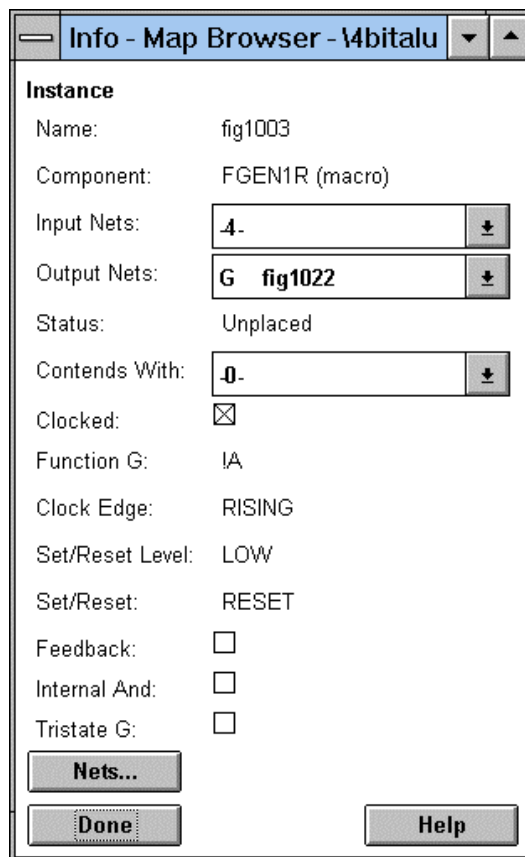 Info - Map Browser - \4bitalu
Instance
Name: fig1003
Component: FGEN1R (macro)
Input Nets: -4-
Output Nets: G fig1022
Status: Unplaced
Contends With: -0-
Clocked:
Function G: !A
Clock Edge: RISING
Set/Reset Level: LOW
Set/Reset: RESET
Feedback:
Internal And:
Tristate G:
Nets...
Done Help